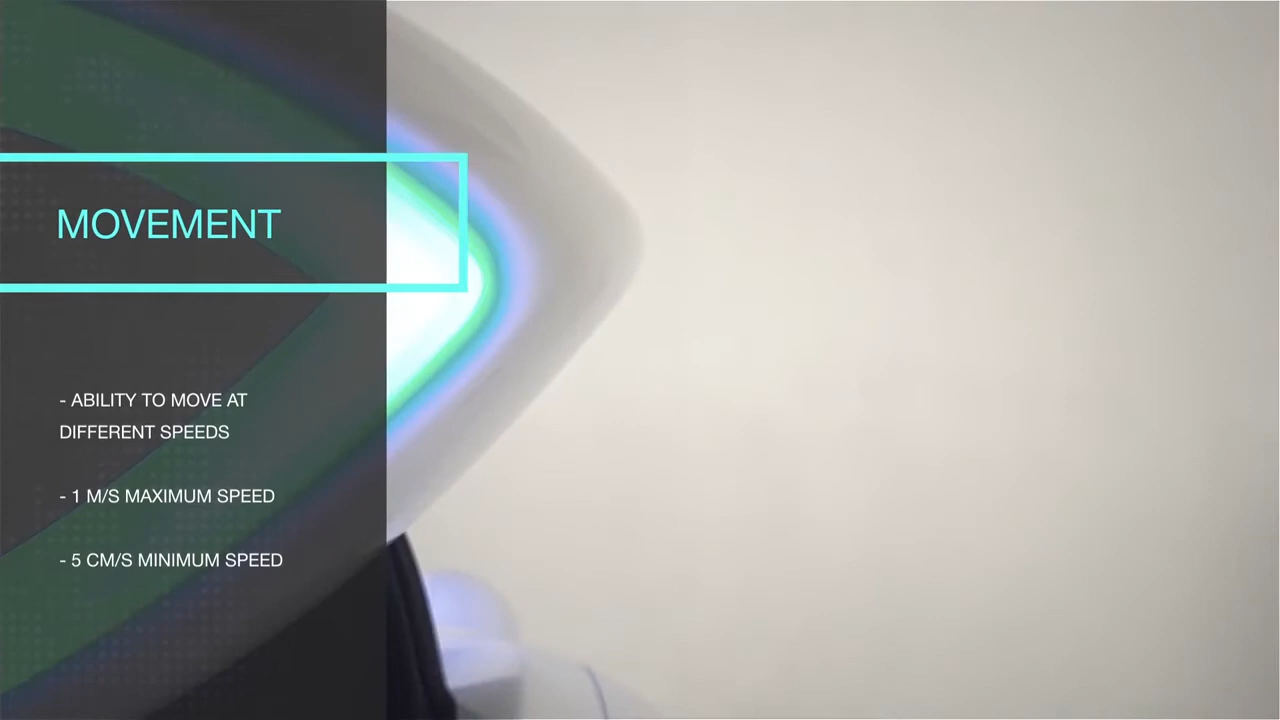 MOVEMENT
- ABILITY TO MOVE AT
DIFFERENT SPEEDS
- 1 M/S MAXIMUM SPEED
- 5 CM/S MINIMUM SPEED